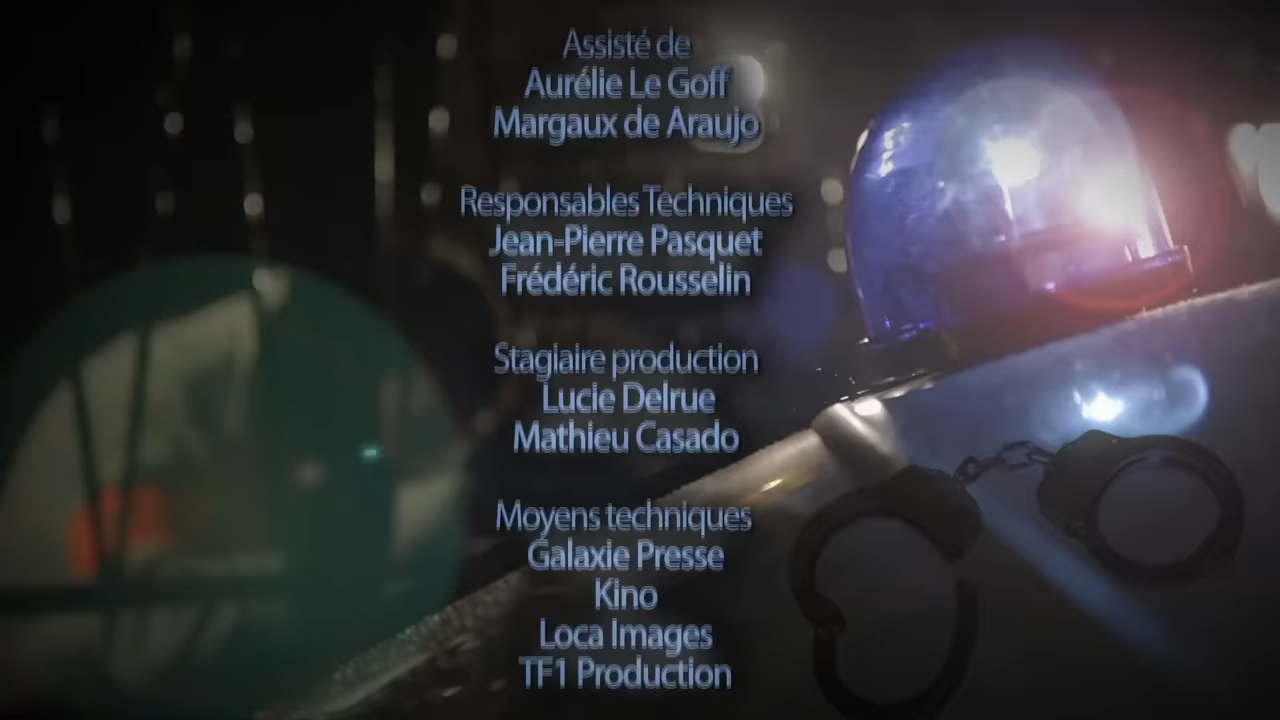 Assisté de
Aurélie Le Goff
Margaux de Araujo
Responsables Techniques
Jean-Pierre Pasquet
Frédéric Rousselin
Stagiaire production
Lucie Delrue
Mathieu Casado
Moyens techniques
Galaxie Presse
Kino
Loca Images
TF1 Production